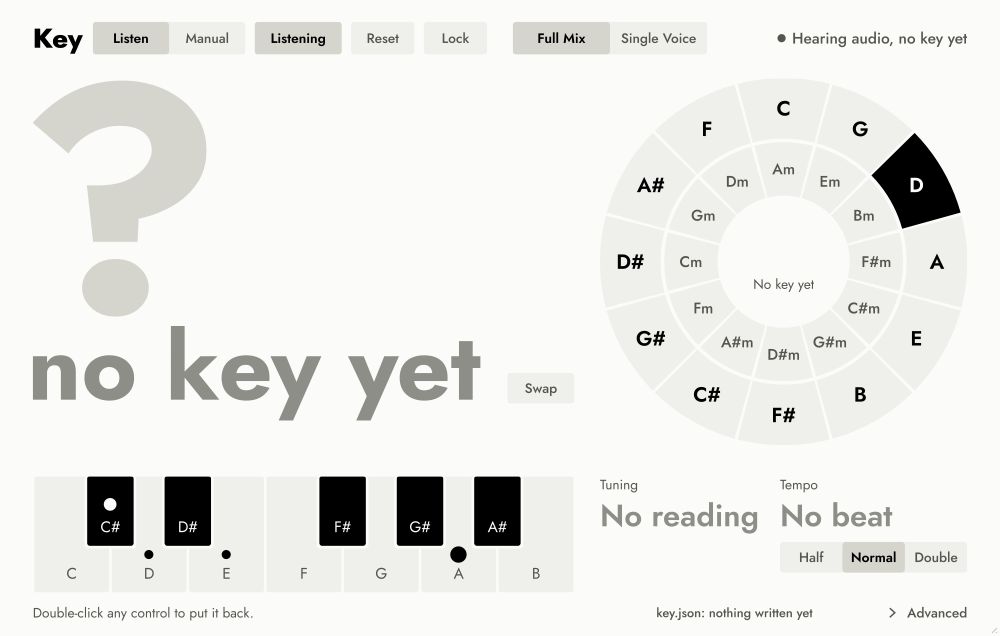 Key Listen Manual Listening Reset Lock Full Mix Single Voice Hearing audio, no key yet
?
no key yet
Swap
C
G
D
A
E
B
F#
C#
G#
D#
A#
F
Am
Em
Bm
F#m
C#m
G#m
D#m
A#m
Fm
Cm
Gm
Dm
No key yet
C# D# F# G# A#
C D E F G A B
Tuning
No reading
Tempo
No beat
Half Normal Double
Double-click any control to put it back.
key.json: nothing written yet
Advanced